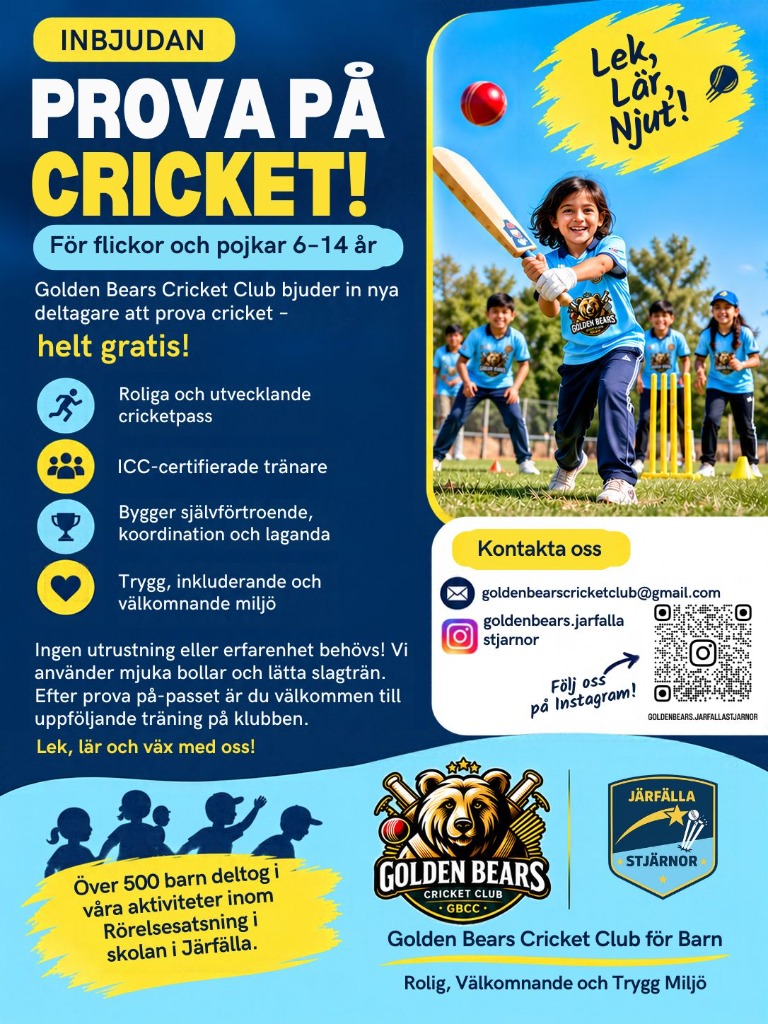 INBJUDAN
PROVA PÅ
CRICKET!
För flickor och pojkar 6–14 år
Golden Bears Cricket Club bjuder in nya
deltagare att prova cricket –
helt gratis!
Roliga och utvecklande
cricketpass
ICC-certifierade tränare
Bygger självförtroende,
koordination och laganda
Trygg, inkluderande och
välkomnande miljö
Ingen utrustning eller erfarenhet behövs! Vi
använder mjuka bollar och lätta slagträn.
Efter prova på-passet är du välkommen till
uppföljande träning på klubben.
Lek, lär och väx med oss!
Lek,
Lär,
Njut!
GOLDEN BEARS
Kontakta oss
goldenbearscricketclub@gmail.com
goldenbears.jarfalla
stjarnor
Följ oss
på Instagram!
GOLDENBEARS.JARFALLASTJARNOR
Över 500 barn deltog i
våra aktiviteter inom
Rörelsesatsning i
skolan i Järfälla.
GOLDEN BEARS
CRICKET CLUB
· GBCC ·
JÄRFÄLLA
STJÄRNOR
Golden Bears Cricket Club för Barn
Rolig, Välkomnande och Trygg Miljö